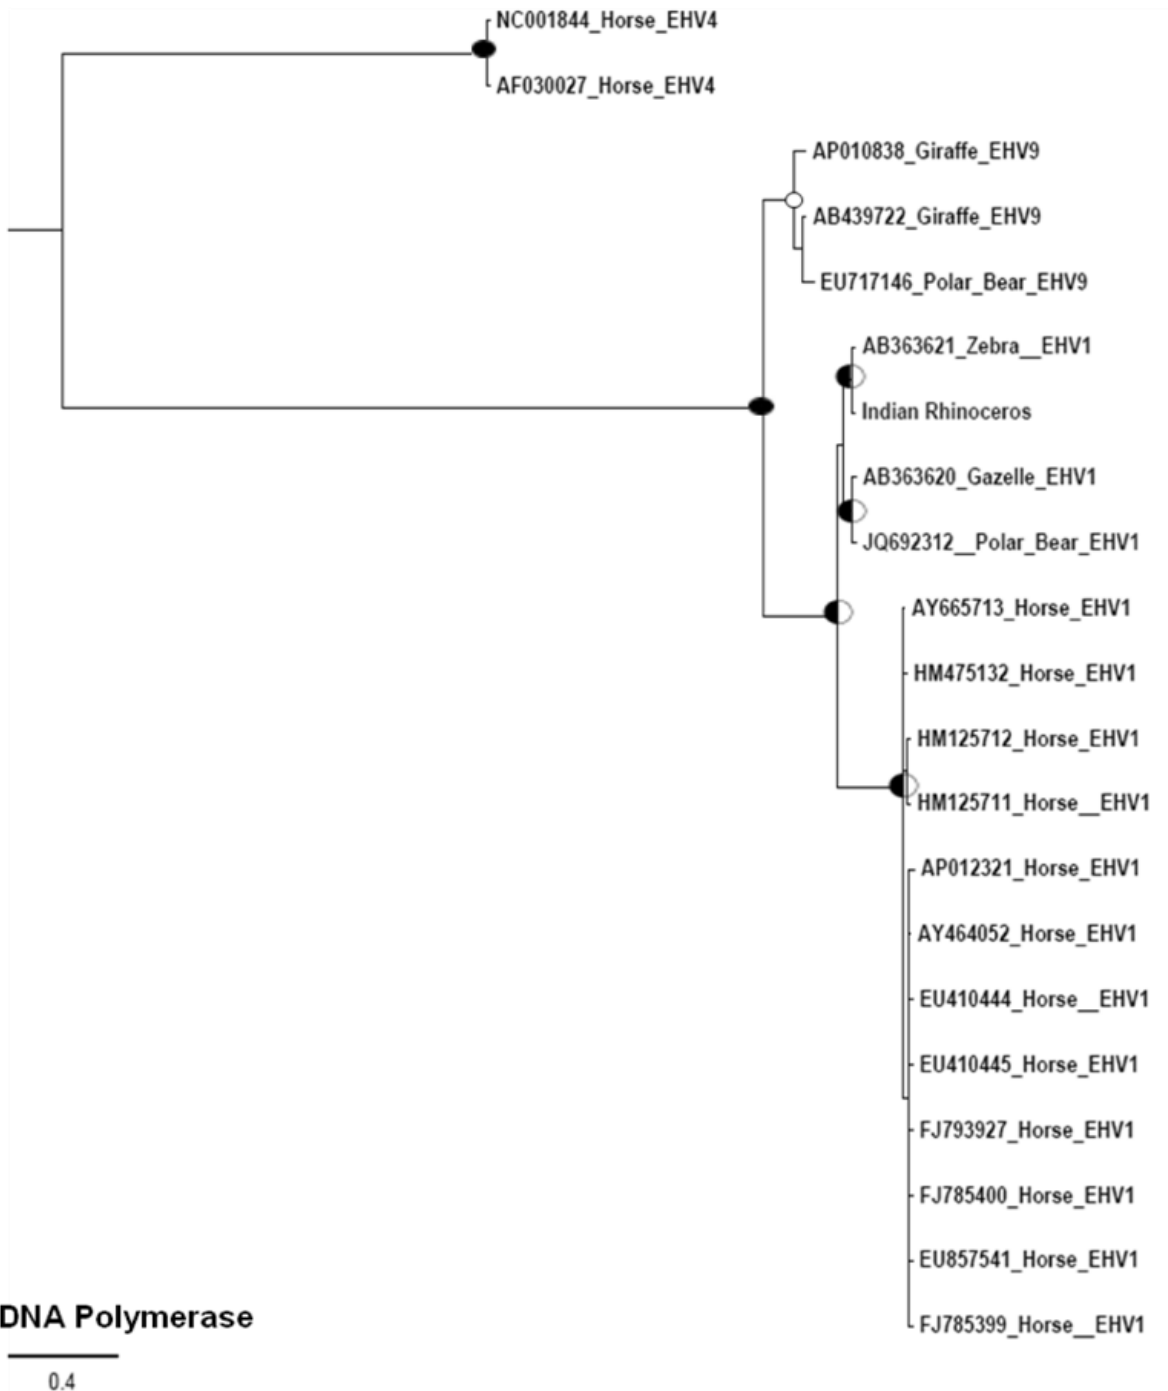 NC001844_Horse_EHV4
AF030027_Horse_EHV4
AP010838_Giraffe_EHV9
AB439722_Giraffe_EHV9
EU717146_Polar_Bear_EHV9
AB363621_Zebra__EHV1
Indian Rhinoceros
AB363620_Gazelle_EHV1
JQ692312__Polar_Bear_EHV1
AY665713_Horse_EHV1
HM475132_Horse_EHV1
HM125712_Horse_EHV1
HM125711_Horse__EHV1
AP012321_Horse_EHV1
AY464052_Horse_EHV1
EU410444_Horse__EHV1
EU410445_Horse_EHV1
FJ793927_Horse_EHV1
FJ785400_Horse_EHV1
EU857541_Horse_EHV1
FJ785399_Horse__EHV1
DNA Polymerase
0.4